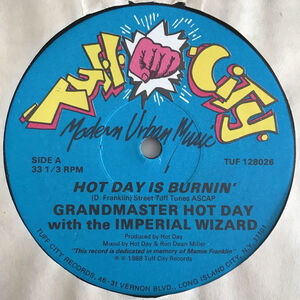 Tuff City
Modern Urban Music
SIDE A
33 1/3 RPM
TUF 128026
HOT DAY IS BURNIN'
(D. Franklin) Street Tuff Tunes ASCAP.
GRANDMASTER HOT DAY
with the IMPERIAL WIZARD
Produced by Hot Day
Mixed by Hot Day & Ron Dean Miller
"This record is dedicated in memory of Mamie Franklin"
℗ © 1988 Tuff City Records
TUFF CITY RECORDS, 46-31 VERNON BLVD., LONG ISLAND CITY, N.Y. 11101